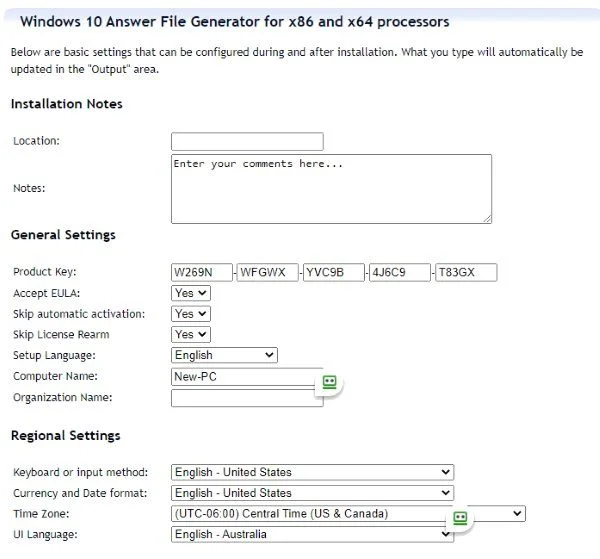 Windows 10 Answer File Generator for x86 and x64 processors
Below are basic settings that can be configured during and after installation. What you type will automatically be
updated in the "Output" area.
Installation Notes
Location:
Enter your comments here...
Notes:
General Settings
Product Key: W269N-WFGWX-YVC9B-4J6C9-T83GX
Accept EULA: Yes
Skip automatic activation: Yes
Skip License Rearm Yes
Setup Language: English
Computer Name: New-PC
Organization Name:
Regional Settings
Keyboard or input method: English - United States
Currency and Date format: English - United States
Time Zone: (UTC-06:00) Central Time (US & Canada)
UI Language: English - Australia